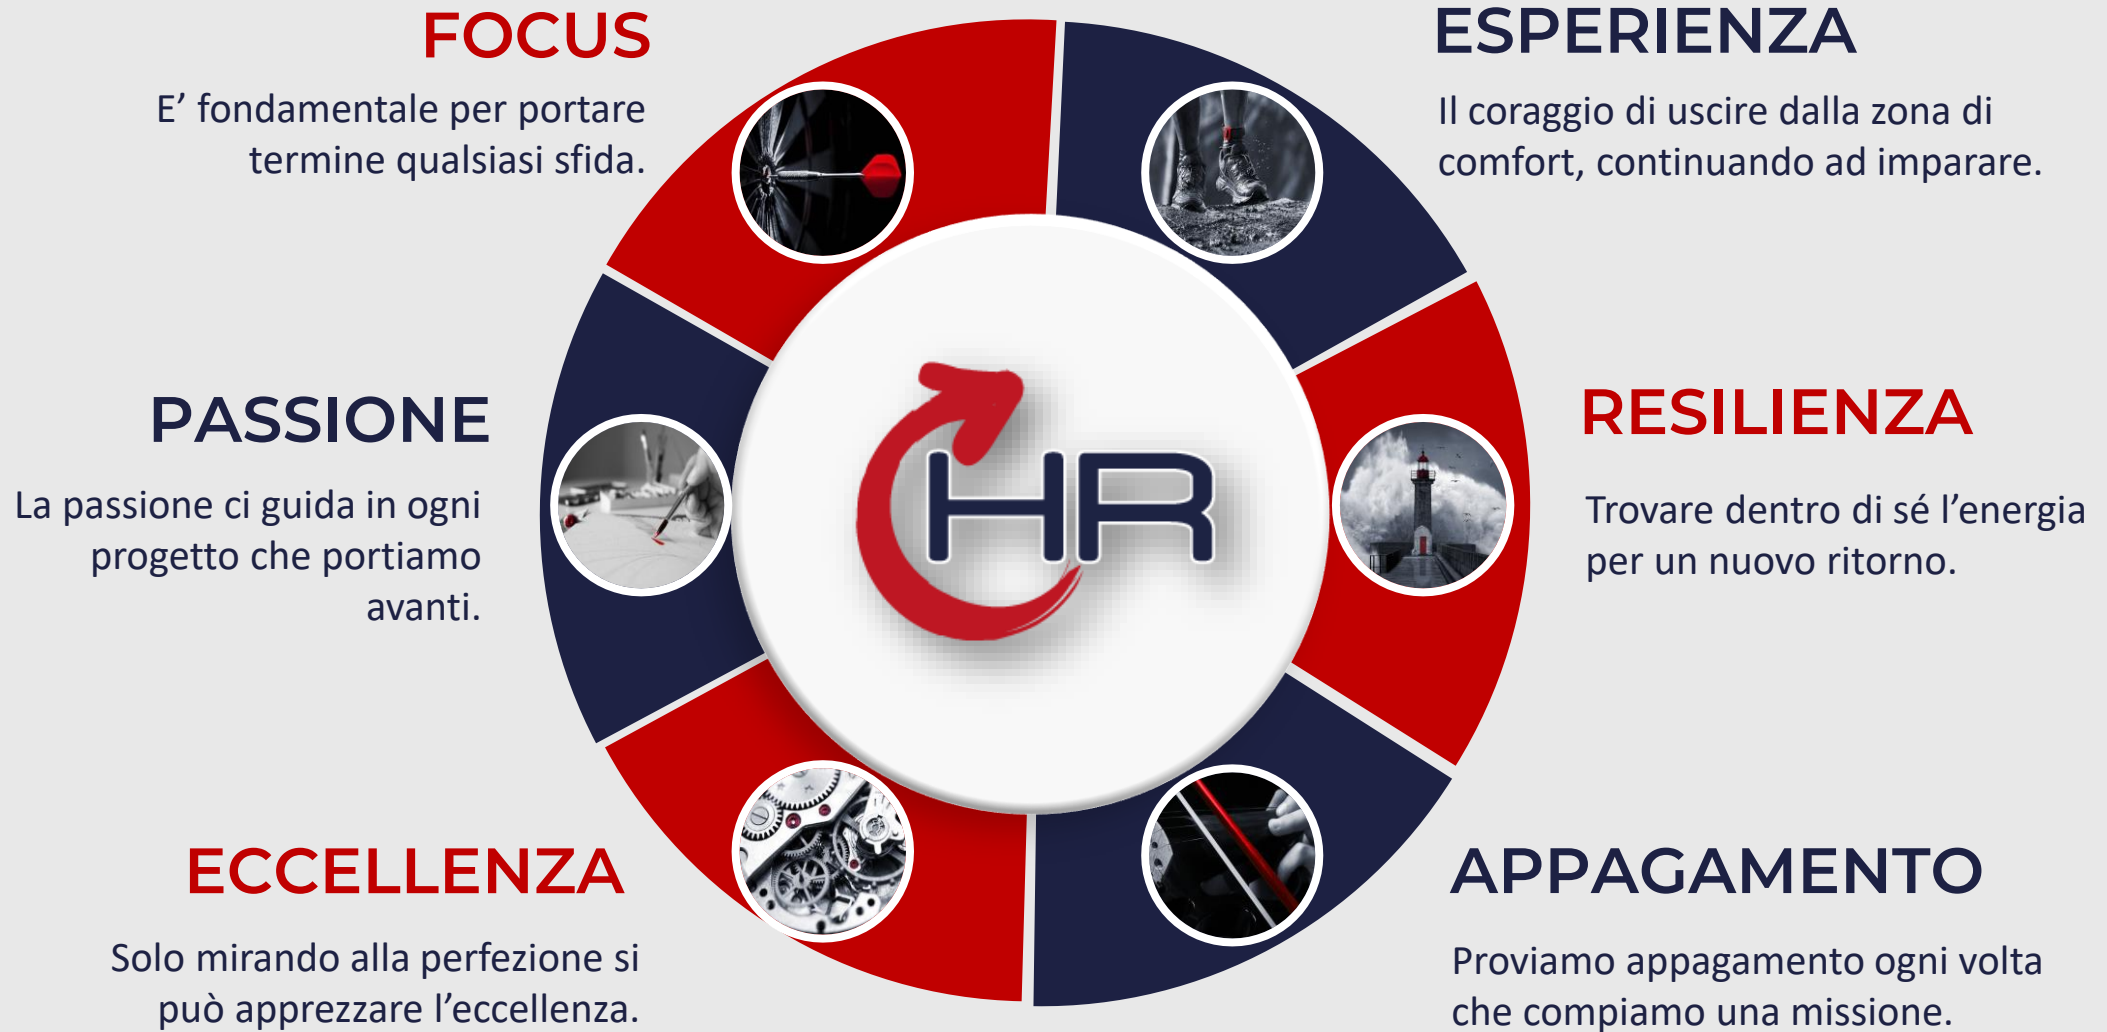 FOCUS
E’ fondamentale per portare
termine qualsiasi sfida.
ESPERIENZA
Il coraggio di uscire dalla zona di
comfort, continuando ad imparare.
PASSIONE
La passione ci guida in ogni
progetto che portiamo
avanti.
HR
RESILIENZA
Trovare dentro di sé l’energia
per un nuovo ritorno.
ECCELLENZA
Solo mirando alla perfezione si
può apprezzare l’eccellenza.
APPAGAMENTO
Proviamo appagamento ogni volta
che compiamo una missione.